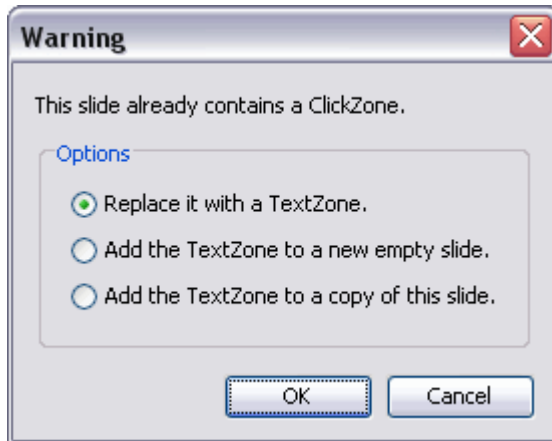 Warning
This slide already contains a ClickZone.
Options
Replace it with a TextZone.
Add the TextZone to a new empty slide.
Add the TextZone to a copy of this slide.
OK
Cancel